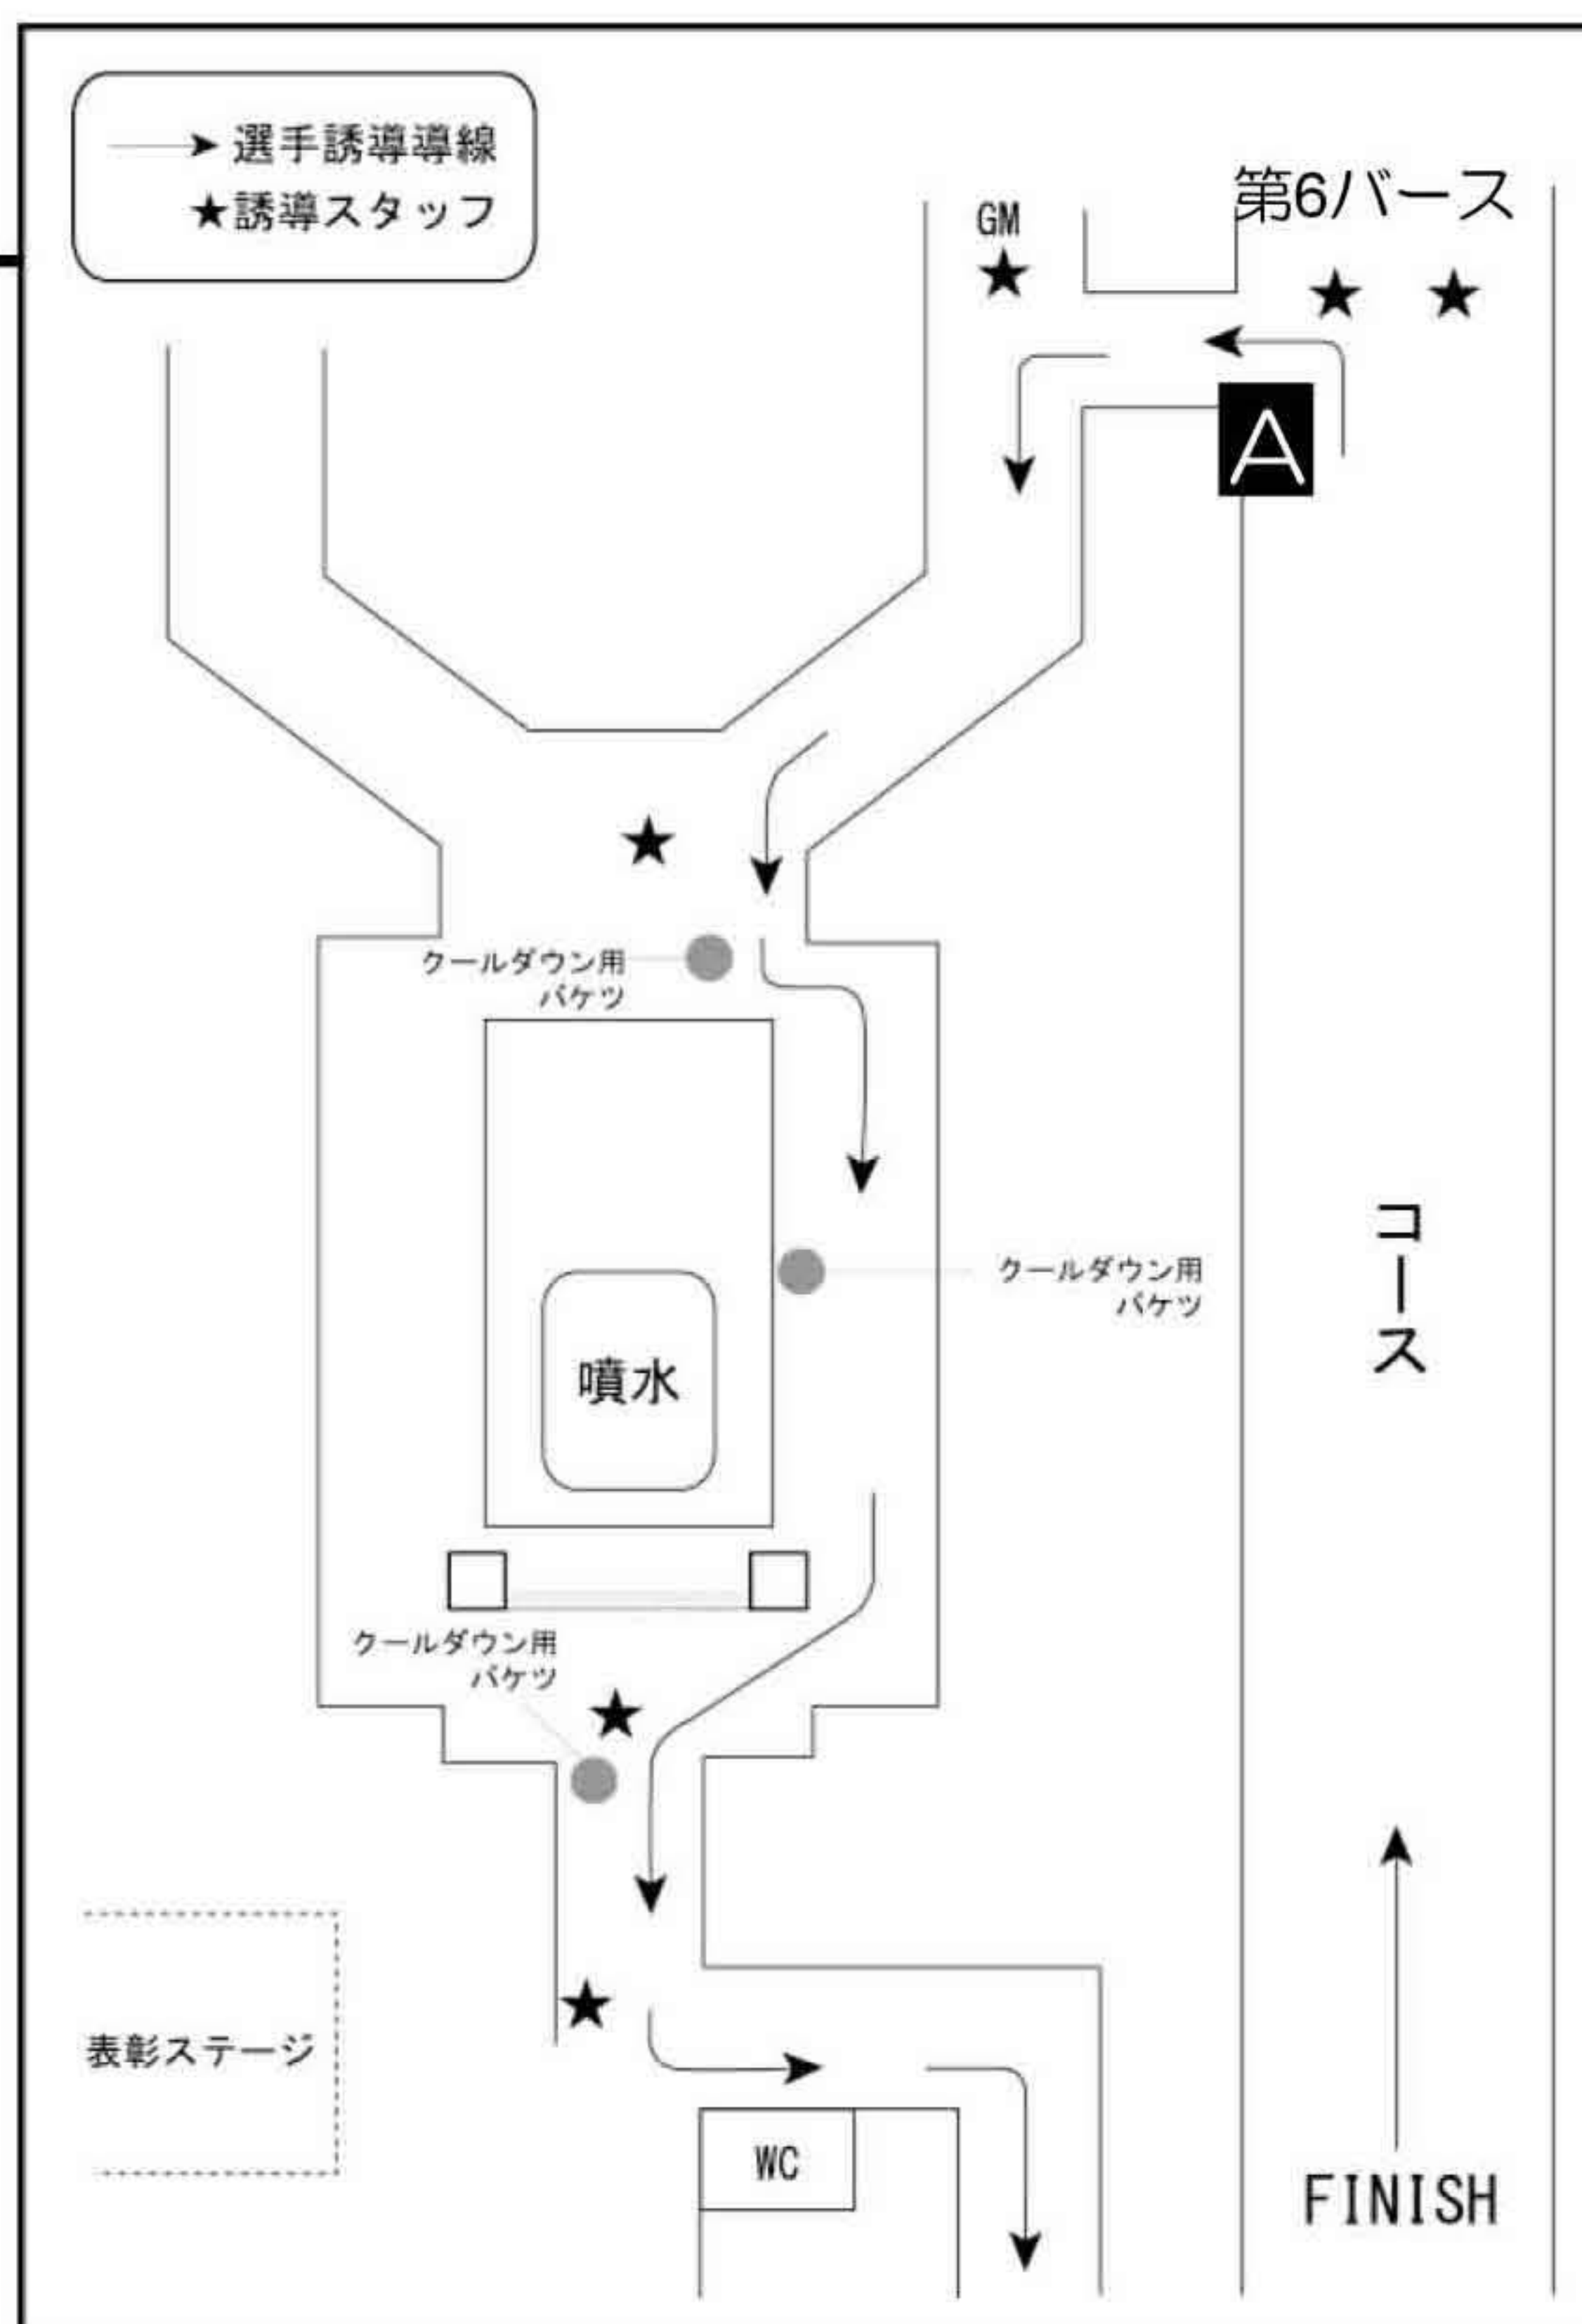 選手誘導導線
★誘導スタッフ
GM
第6バース
A
クールダウン用
バケツ
クールダウン用
バケツ
コース
噴水
クールダウン用
バケツ
表彰ステージ
WC
FINISH